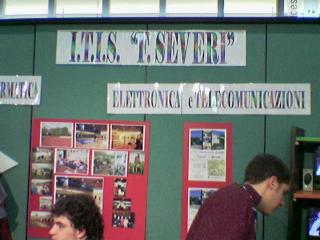 I.T.I.S. "F. SEVERI"
ELETTRONICA e TELECOMUNICAZIONI